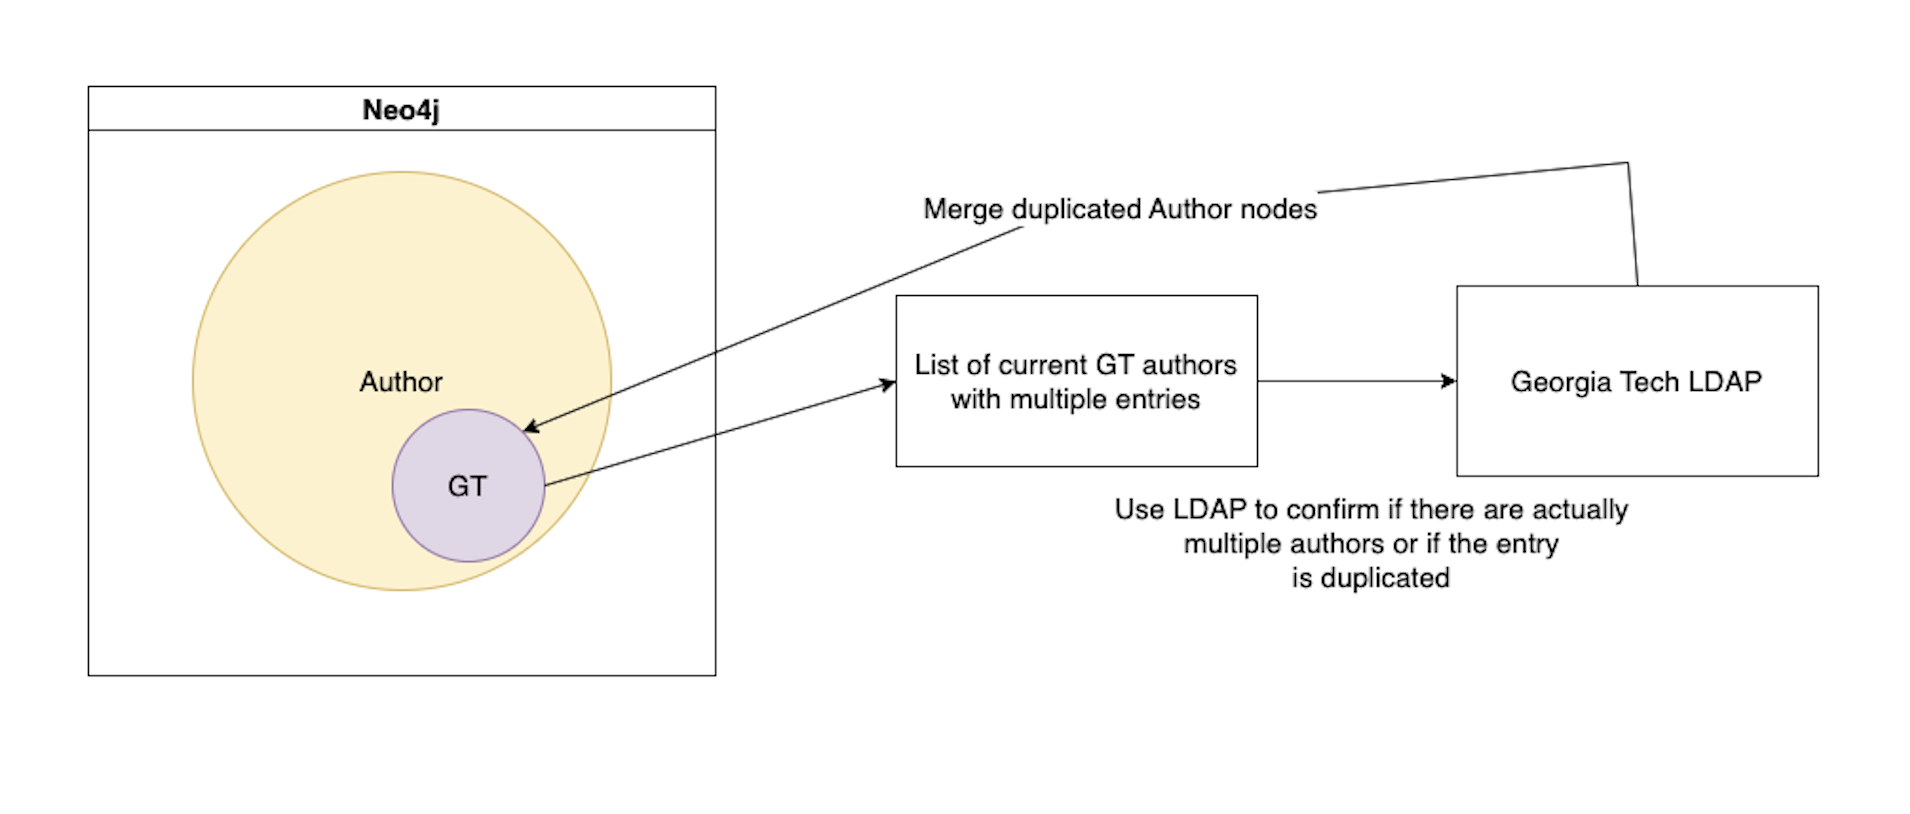 Neo4j
Author
GT
Merge duplicated Author nodes
List of current GT authors
with multiple entries
Georgia Tech LDAP
Use LDAP to confirm if there are actually
multiple authors or if the entry
is duplicated